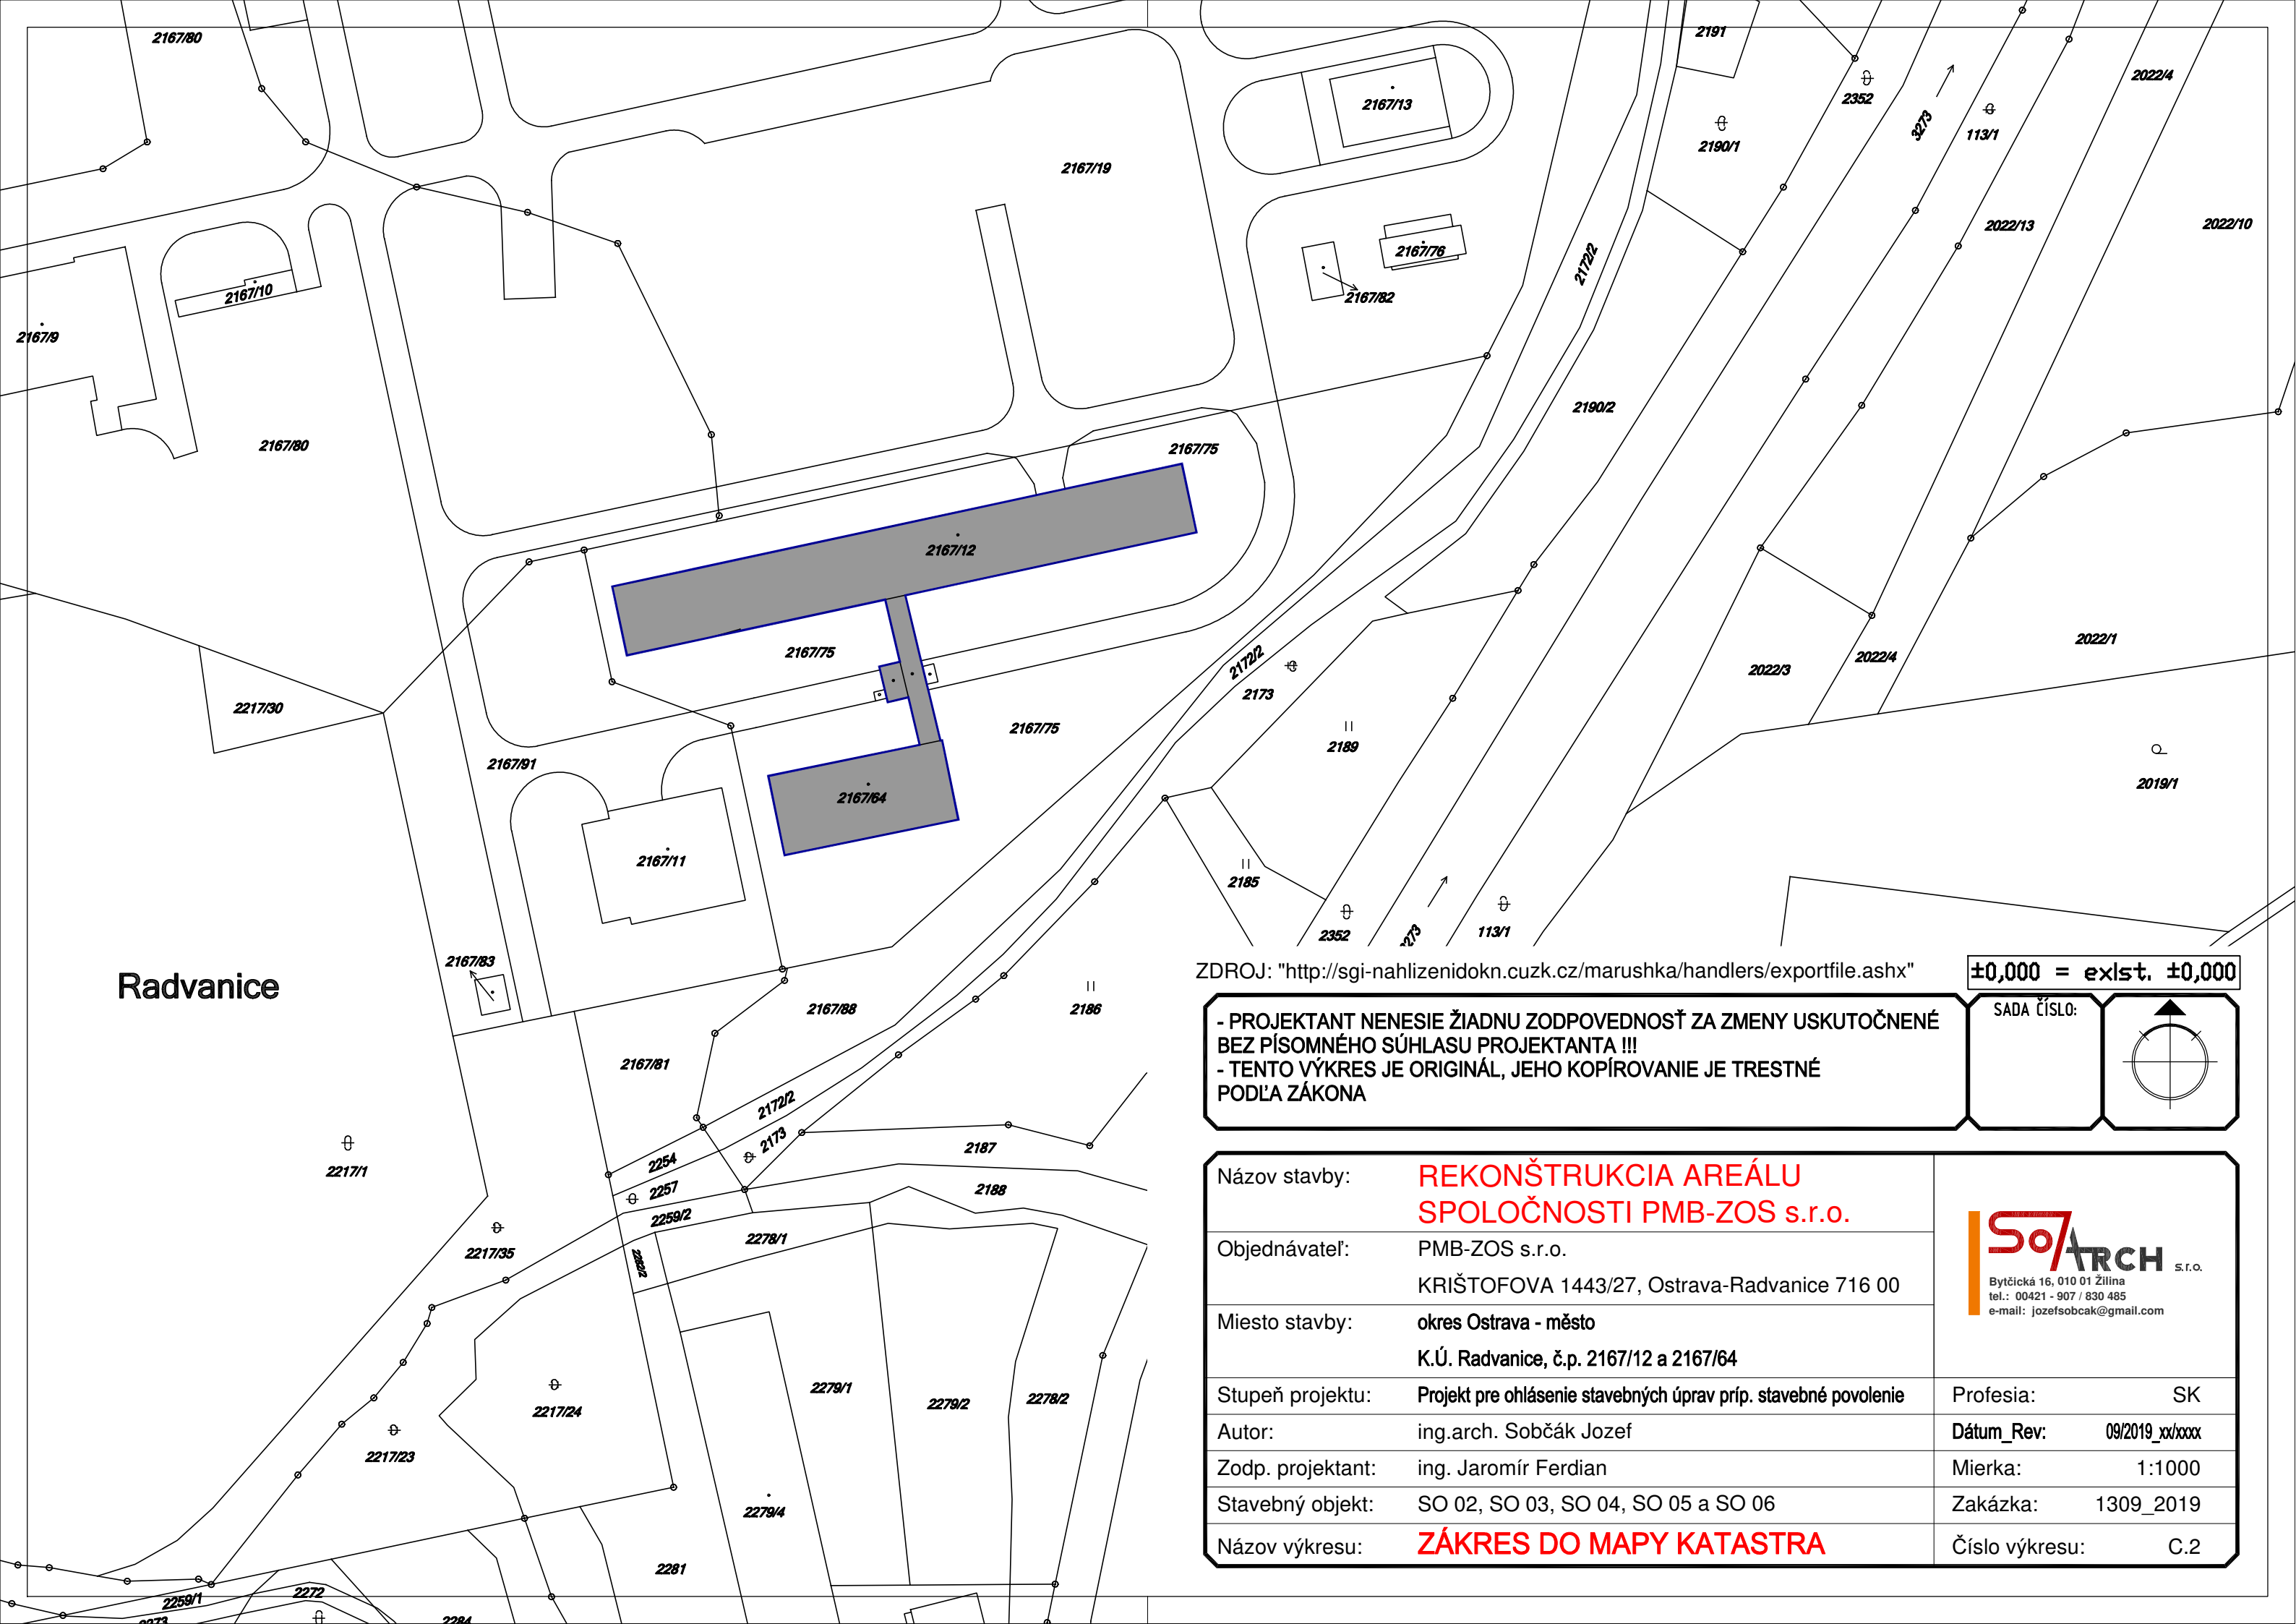 2167/80
2191
2022/4
2352
2167/13
3273
113/1
2190/1
2167/19
2022/13
2022/10
2167/76
2172/2
2167/10
2167/82
2167/9
2190/2
2167/80
2167/75
2167/12
2022/1
2167/75
2022/4
2172/2
2022/3
2173
2217/30
2167/75
2189
2167/91
2019/1
2167/64
2167/11
2185
2352
113/1
2167/83
Radvanice
2167/88
2186
2167/81
2172/2
2173
2187
2254
2217/1
2257
2188
2259/2
2278/1
2217/35
2282/2
2279/1
2279/2
2278/2
2217/24
2217/23
2279/4
2281
2272
2259/1
2284
ZDROJ: "http://sgi-nahlizenidokn.cuzk.cz/marushka/handlers/exportfile.ashx"
±0,000 = exist. ±0,000
- PROJEKTANT NENESIE ŽIADNU ZODPOVEDNOSŤ ZA ZMENY USKUTOČNENÉ
BEZ PÍSOMNÉHO SÚHLASU PROJEKTANTA !!!
- TENTO VÝKRES JE ORIGINÁL, JEHO KOPÍROVANIE JE TRESTNÉ
PODĽA ZÁKONA
SADA ČÍSLO:
Názov stavby: REKONŠTRUKCIA AREÁLU
SPOLOČNOSTI PMB-ZOS s.r.o.
Objednávateľ: PMB-ZOS s.r.o.
KRIŠTOFOVA 1443/27, Ostrava-Radvanice 716 00
Miesto stavby: okres Ostrava - město
K.Ú. Radvanice, č.p. 2167/12 a 2167/64
SoARCH s.r.o.
Bytčická 16, 010 01 Žilina
tel.: 00421 - 907 / 830 485
e-mail: jozefsobcak@gmail.com
Stupeň projektu: Projekt pre ohlásenie stavebných úprav príp. stavebné povolenie
Profesia: SK
Autor: ing.arch. Sobčák Jozef
Dátum_Rev: 09/2019_xx/xxxx
Zodp. projektant: ing. Jaromír Ferdian
Mierka: 1:1000
Stavebný objekt: SO 02, SO 03, SO 04, SO 05 a SO 06
Zakázka: 1309_2019
Názov výkresu: ZÁKRES DO MAPY KATASTRA
Číslo výkresu: C.2